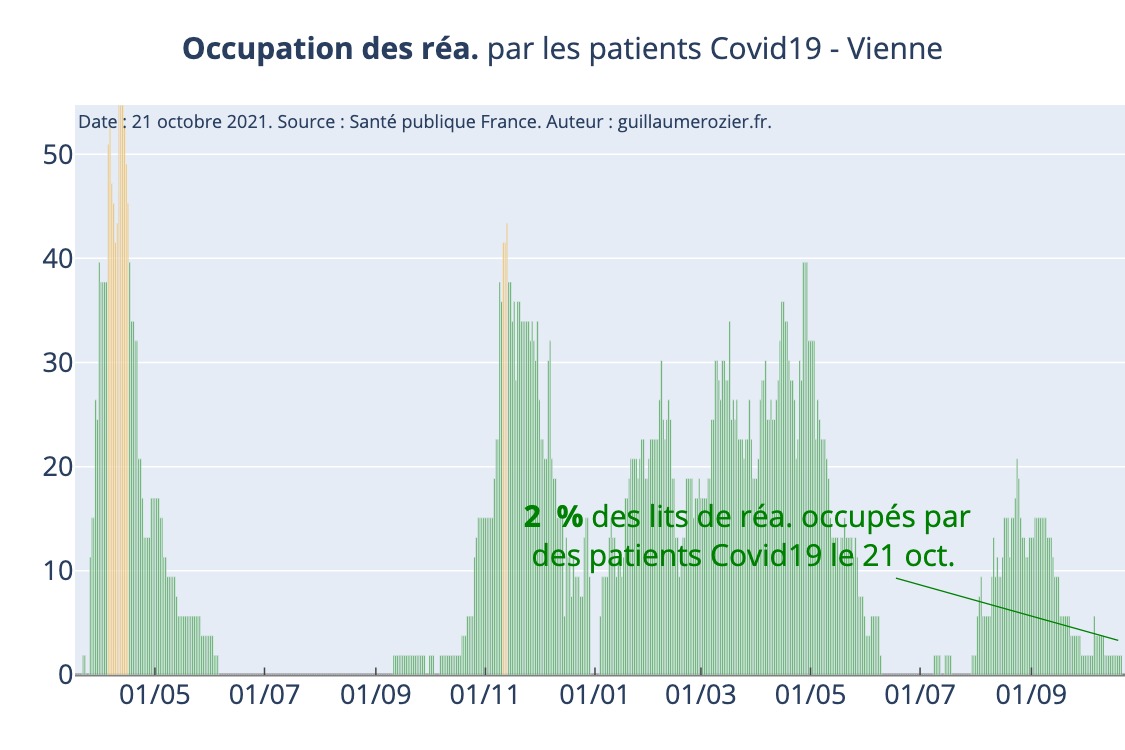 Occupation des réa. par les patients Covid19 - Vienne
Date : 21 octobre 2021. Source : Santé publique France. Auteur : guillaumerozier.fr.
50
40
30
20
10
0
2 % des lits de réa. occupés par
des patients Covid19 le 21 oct.
01/05 01/07 01/09 01/11 01/01 01/03 01/05 01/07 01/09